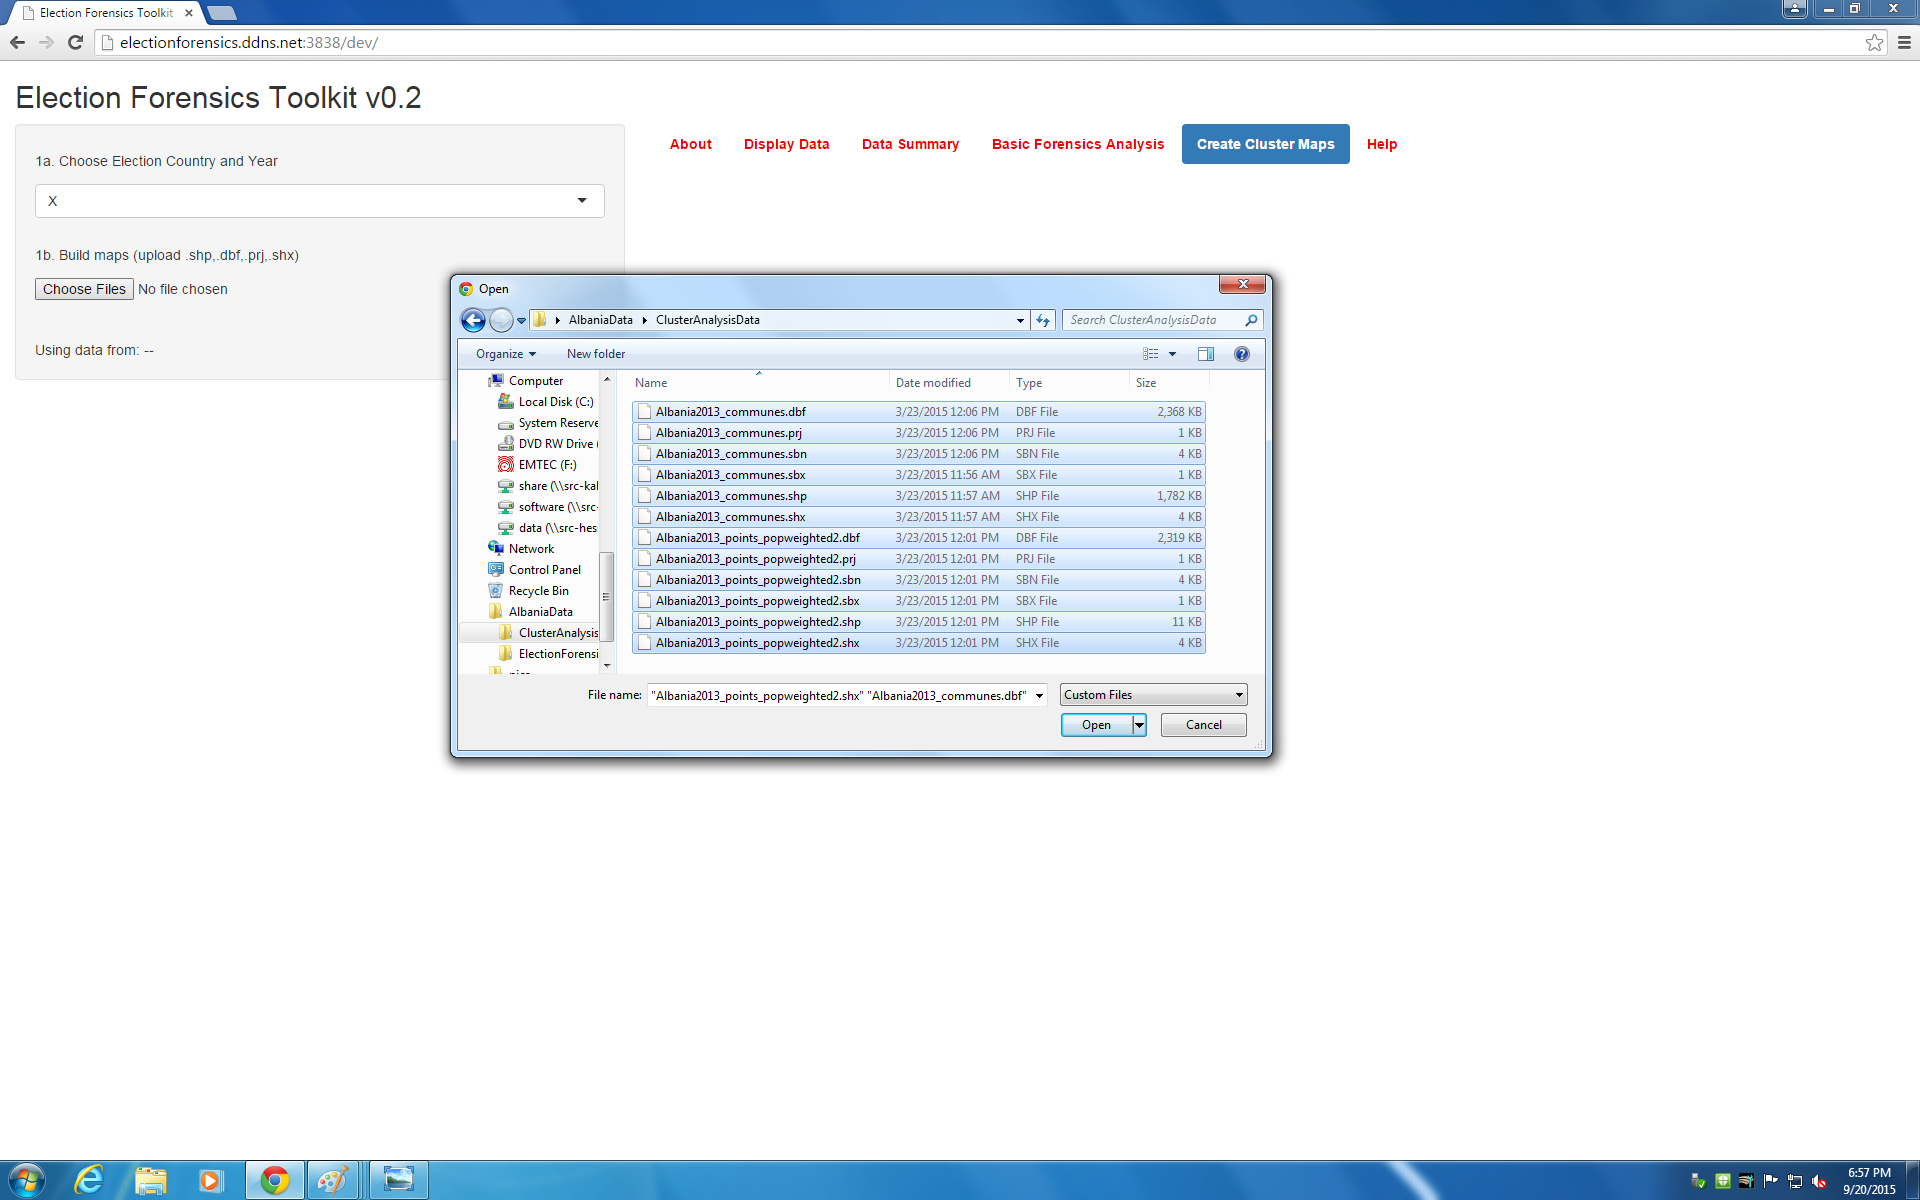 Election Forensics Toolkit
electionforensics.ddns.net:3838/dev/
Election Forensics Toolkit v0.2
About Display Data Data Summary Basic Forensics Analysis Create Cluster Maps Help
1a. Choose Election Country and Year
X
1b. Build maps (upload .shp,.dbf,.prj,.shx)
Choose Files No file chosen
Using data from: --
Open
AlbaniaData ClusterAnalysisData Search ClusterAnalysisData
Organize New folder
Computer
Local Disk (C:)
System Reserve
DVD RW Drive (
EMTEC (F:)
share (\\src-kal
software (\\src-
data (\\src-hes
Network
Control Panel
Recycle Bin
AlbaniaData
ClusterAnalysis
ElectionForensi
Name Date modified Type Size
Albania2013_communes.dbf 3/23/2015 12:06 PM DBF File 2,368 KB
Albania2013_communes.prj 3/23/2015 12:06 PM PRJ File 1 KB
Albania2013_communes.sbn 3/23/2015 12:06 PM SBN File 4 KB
Albania2013_communes.sbx 3/23/2015 11:56 AM SBX File 1 KB
Albania2013_communes.shp 3/23/2015 11:57 AM SHP File 1,782 KB
Albania2013_communes.shx 3/23/2015 11:57 AM SHX File 4 KB
Albania2013_points_popweighted2.dbf 3/23/2015 12:01 PM DBF File 2,319 KB
Albania2013_points_popweighted2.prj 3/23/2015 12:01 PM PRJ File 1 KB
Albania2013_points_popweighted2.sbn 3/23/2015 12:01 PM SBN File 4 KB
Albania2013_points_popweighted2.sbx 3/23/2015 12:01 PM SBX File 1 KB
Albania2013_points_popweighted2.shp 3/23/2015 12:01 PM SHP File 11 KB
Albania2013_points_popweighted2.shx 3/23/2015 12:01 PM SHX File 4 KB
File name: "Albania2013_points_popweighted2.shx" "Albania2013_communes.dbf" Custom Files
Open Cancel
6:57 PM
9/20/2015